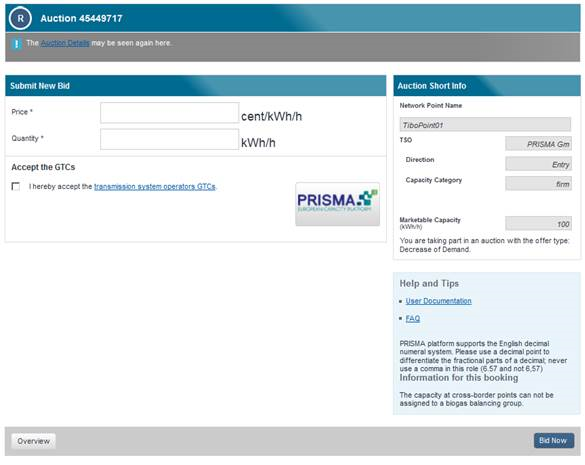 R Auction 45449717
! The Auction Details may be seen again here.
Submit New Bid
Price * cent/kWh/h
Quantity * kWh/h
Accept the GTCs
I hereby accept the transmission system operators GTCs.
PRISMA
EUROPEAN CAPACITY PLATFORM
Auction Short Info
Network Point Name
TiboPoint01
TSO PRISMA Gm
Direction Entry
Capacity Category firm
Marketable Capacity
(kWh/h) 100
You are taking part in an auction with the offer type:
Decrease of Demand.
Help and Tips
User Documentation
FAQ
PRISMA platform supports the English decimal
numeral system. Please use a decimal point to
differentiate the fractional parts of a decimal; never
use a comma in this role (6.57 and not 6,57)
Information for this booking
The capacity at cross-border points can not be
assigned to a biogas balancing group.
Overview
Bid Now